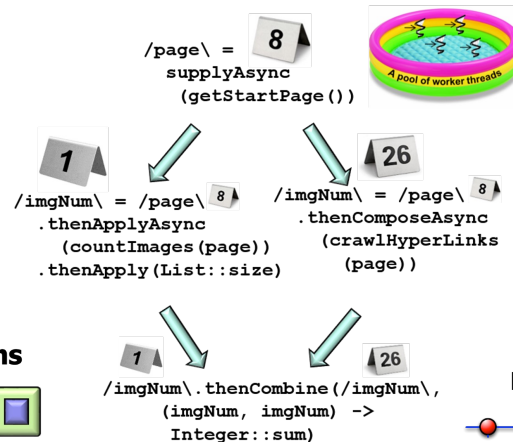 8
/page\ =
supplyAsync
(getStartPage())
A pool of worker threads
1
/imgNum\ = /page\ 8
.thenApplyAsync
(countImages(page))
.thenApply(List::size)
26
/imgNum\ = /page\ 8
.thenComposeAsync
(crawlHyperLinks
(page))
1
26
/imgNum\.thenCombine(/imgNum\,
(imgNum, imgNum) ->
Integer::sum)